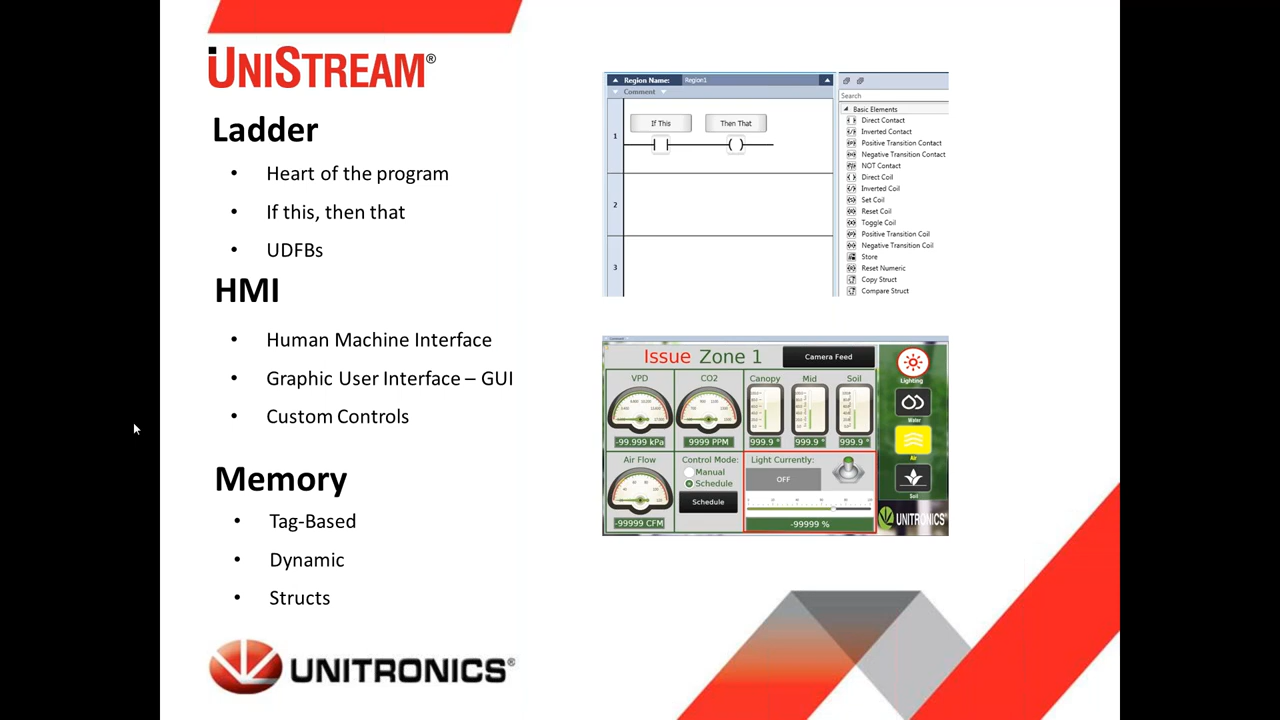 UNISTREAM®
Ladder
• Heart of the program
• If this, then that
• UDFBs
HMI
• Human Machine Interface
• Graphic User Interface – GUI
• Custom Controls
Memory
• Tag-Based
• Dynamic
• Structs
UNITRONICS®
Region Name: Region1
Comment
1
If This
Then That
2
3
Search
Basic Elements
Direct Contact
Inverted Contact
Positive Transition Contact
Negative Transition Contact
NOT Contact
Direct Coil
Inverted Coil
Set Coil
Reset Coil
Toggle Coil
Positive Transition Coil
Negative Transition Coil
Store
Reset Numeric
Copy Struct
Compare Struct
Issue Zone 1
Camera Feed
VPD
CO2
Canopy
Mid
Soil
-99.999 kPa
9999 PPM
999.9 °
999.9 °
999.9 °
Air Flow
-99999 CFM
Control Mode:
Manual
Schedule
Schedule
Light Currently:
OFF
-99999 %
Lighting
Water
Air
Soil
UNITRONICS